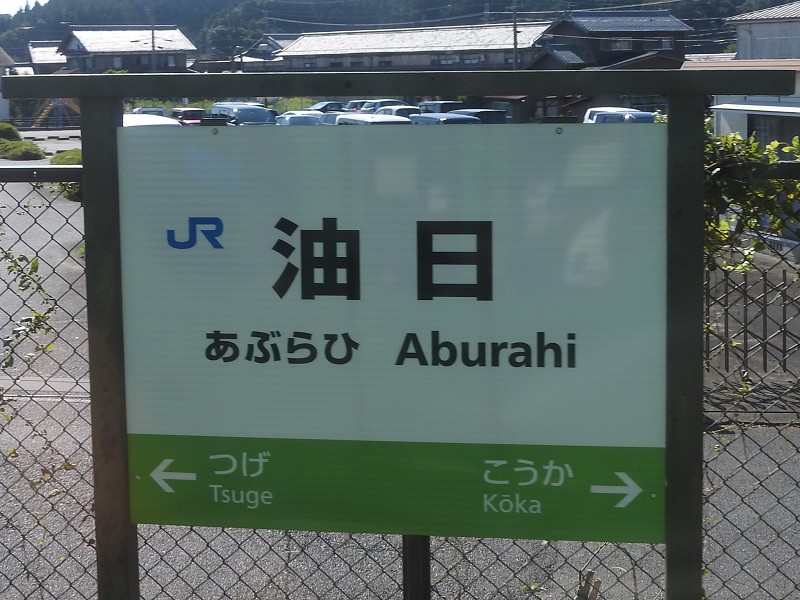 JR 油日
あぶらひ Aburahi
← つげ こうか →
Tsuge Kōka